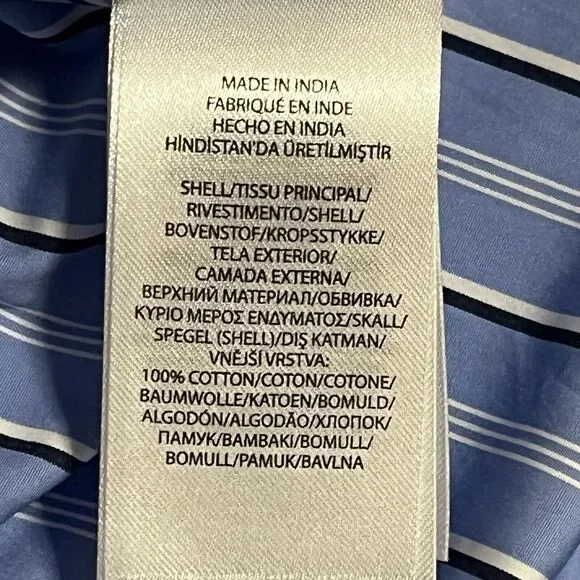 MADE IN INDIA
FABRIQUÉ EN INDE
HECHO EN INDIA
HİNDİSTAN'DA ÜRETİLMİŞTİR
SHELL/TISSU PRINCIPAL/
RIVESTIMENTO/SHELL/
BOVENSTOF/KROPSSTYKKE/
TELA EXTERIOR/
CAMADA EXTERNA/
ВЕРХНИЙ МАТЕРИАЛ/ОБВИВКА/
ΚΥΡΙΟ ΜΕΡΟΣ ΕΝΔΥΜΑΤΟΣ/SKALL/
SPEGEL (SHELL)/DIŞ KATMAN/
VNĚJŠÍ VRSTVA:
100% COTTON/COTON/COTONE/
BAUMWOLLE/KATOEN/BOMULD/
ALGODÓN/ALGODÃO/ХЛОПОК/
ПАМУК/ΒΑΜΒΑΚΙ/BOMULL/
BOMULL/PAMUK/BAVLNA